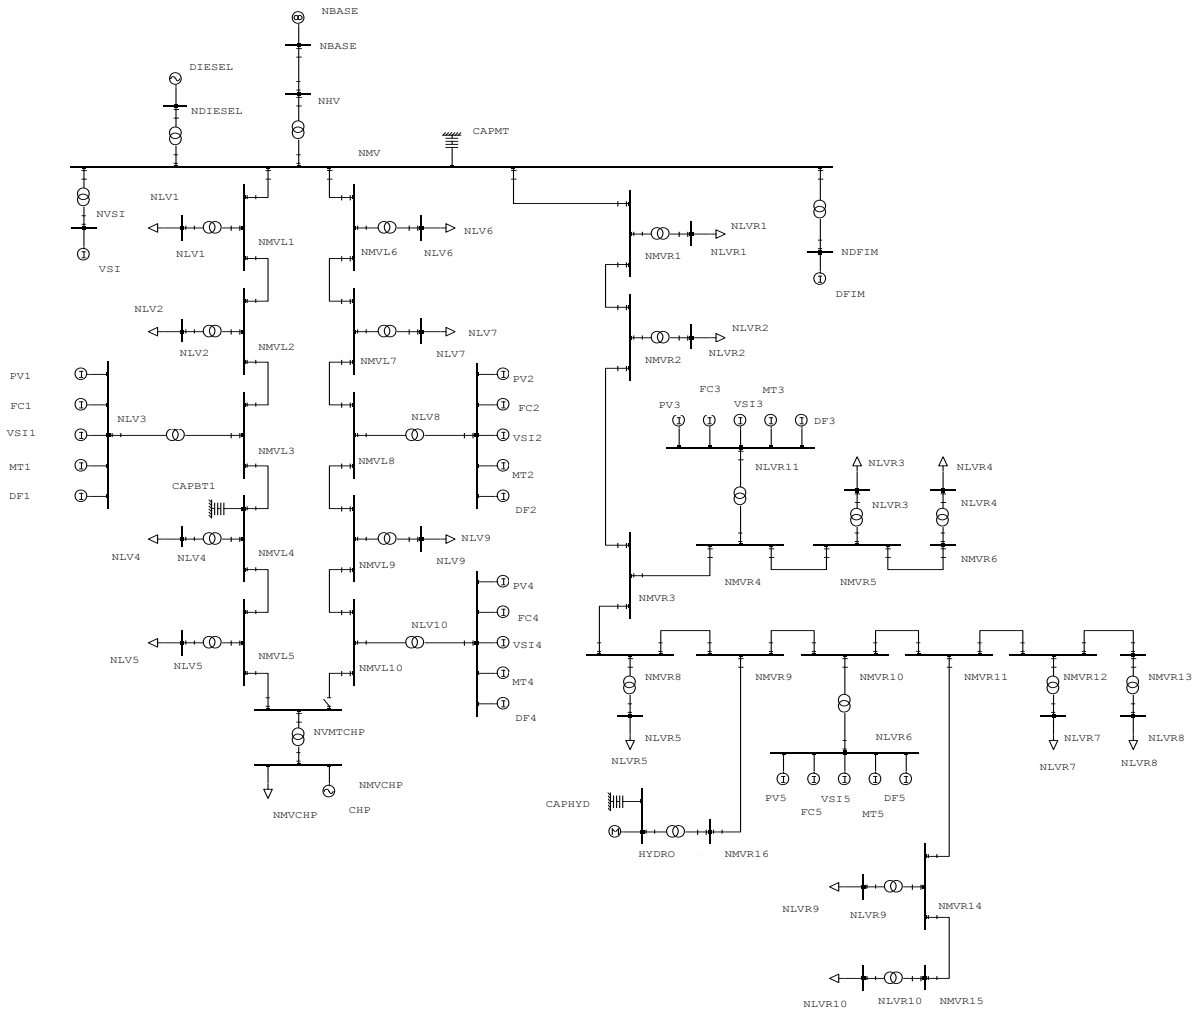 NBASE
NBASE
DIESEL
NDIESEL
NHV
CAPMT
NMV
NLV1
NVSI
NLV1
NMVL1
VSI
NMVL6
NLV6
NLV6
NLVR1
NLVR1
NMVR1
NDFIM
DFIM
NLV2
NLV2
NMVL2
NMVL7
NLV7
NLV7
NLVR2
NLVR2
NMVR2
PV1
FC1
NLV3
VSI1
MT1
DF1
NMVL3
NLV8
NMVL8
PV2
FC2
VSI2
MT2
DF2
FC3
MT3
PV3
VSI3
DF3
NLVR11
NLVR3
NLVR4
NLVR3
NLVR4
CAPBT1
NLV4
NLV4
NMVL4
NMVL9
NLV9
NLV9
NMVR4
NMVR5
NMVR6
NMVR3
PV4
FC4
NLV10
VSI4
MT4
DF4
NLV5
NLV5
NMVL5
NMVL10
NMVR8
NMVR9
NMVR10
NMVR11
NMVR12
NMVR13
NVMTCHP
NLVR5
NLVR5
NLVR6
NLVR7
NLVR7
NLVR8
NLVR8
NMVCHP
NMVCHP
CHP
PV5
FC5
VSI5
MT5
DF5
CAPHYD
HYDRO
NMVR16
NLVR9
NLVR9
NMVR14
NLVR10
NLVR10
NMVR15